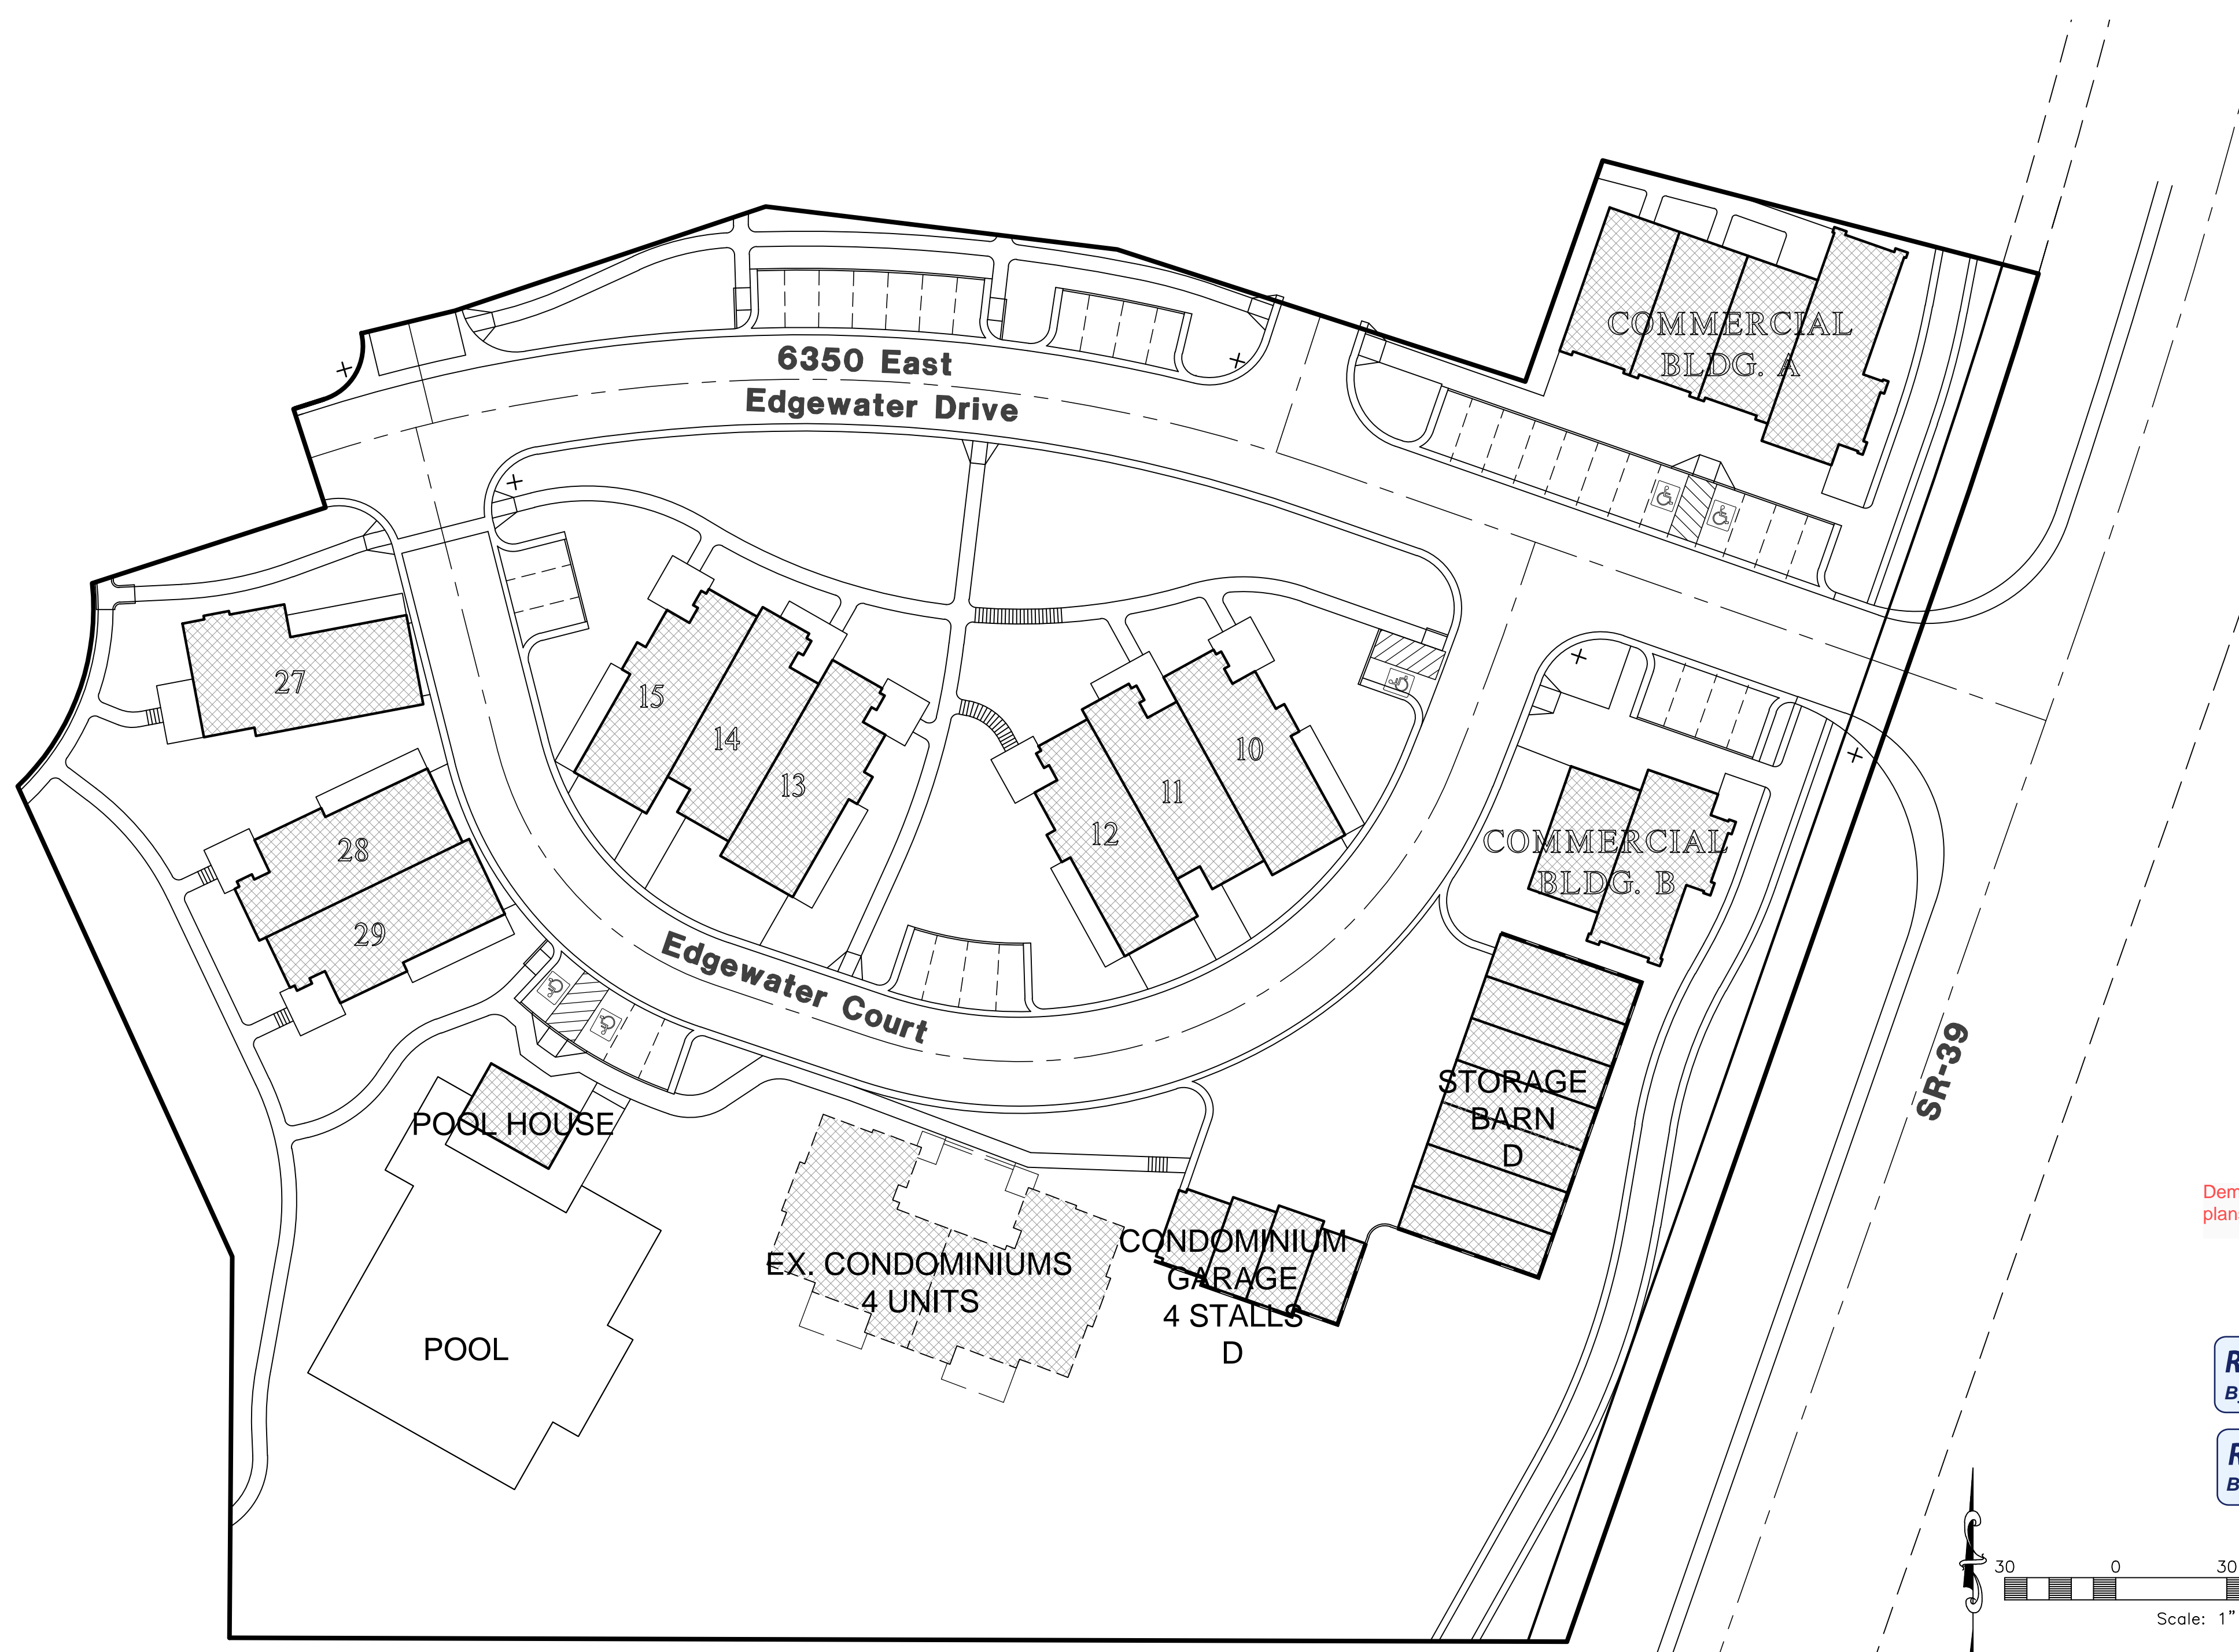 COMMERCIAL
BLDG. A
6350 East
Edgewater Drive
27
15
14
13
10
11
12
28
29
COMMERCIAL
BLDG. B
Edgewater Court
SR-39
STORAGE
BARN
D
POOL HOUSE
EX. CONDOMINIUMS
4 UNITS
CONDOMINIUM
GARAGE
4 STALLS
D
POOL
Dem
plan
R
B
R
B
30 0 30
Scale: 1"